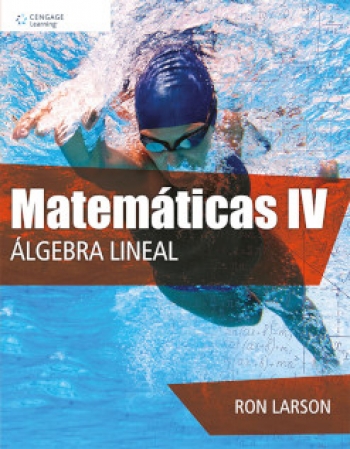 CENGAGE
Learning
Matemáticas IV
ÁLGEBRA LINEAL
RON LARSON